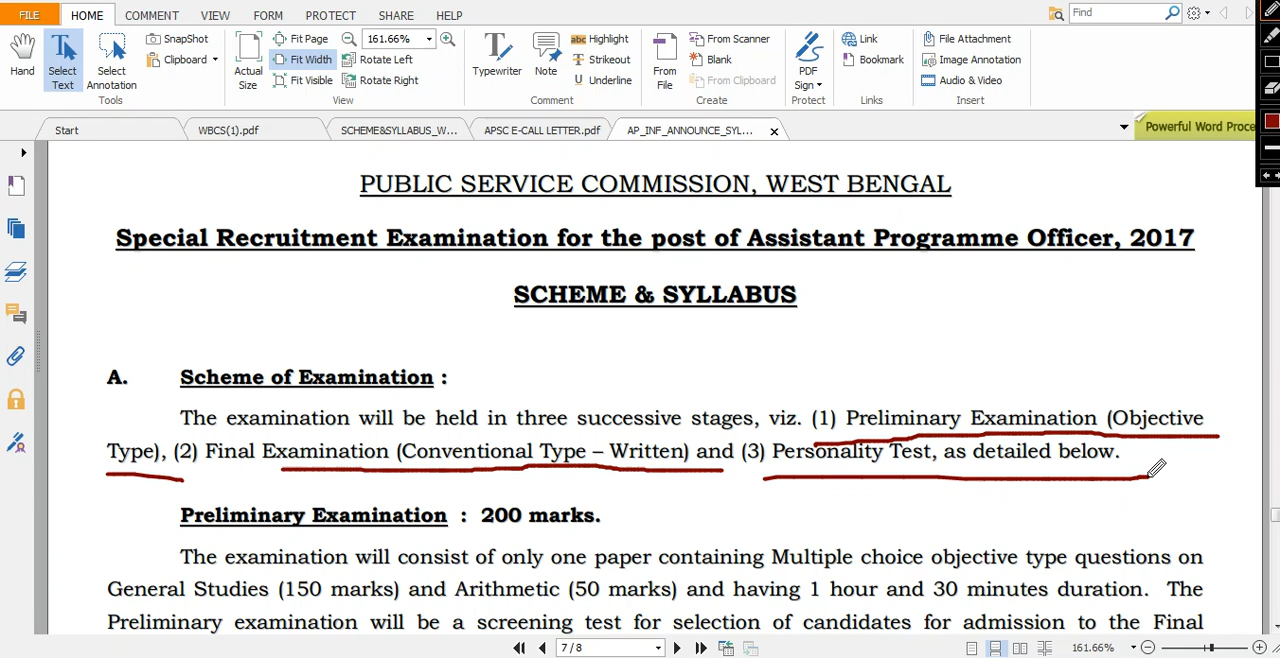 FILE HOME COMMENT VIEW FORM PROTECT SHARE HELP Find
SnapShot Fit Page 161.66% abc Highlight From Scanner Link File Attachment
Clipboard Fit Width Rotate Left Strikeout Blank Bookmark Image Annotation
Hand Select Text Select Annotation Actual Size Fit Visible Rotate Right Typewriter Note Underline From File From Clipboard PDF Sign Audio & Video
Tools View Comment Create Protect Links Insert
Start WBCS(1).pdf SCHEME&SYLLABUS_W... APSC E-CALL LETTER.pdf AP_INF_ANNOUNCE_SYL... Powerful Word Proce
PUBLIC SERVICE COMMISSION, WEST BENGAL
Special Recruitment Examination for the post of Assistant Programme Officer, 2017
SCHEME & SYLLABUS
A. Scheme of Examination :
The examination will be held in three successive stages, viz. (1) Preliminary Examination (Objective
Type), (2) Final Examination (Conventional Type – Written) and (3) Personality Test, as detailed below.
Preliminary Examination : 200 marks.
The examination will consist of only one paper containing Multiple choice objective type questions on
General Studies (150 marks) and Arithmetic (50 marks) and having 1 hour and 30 minutes duration. The
Preliminary examination will be a screening test for selection of candidates for admission to the Final
7 / 8 161.66%